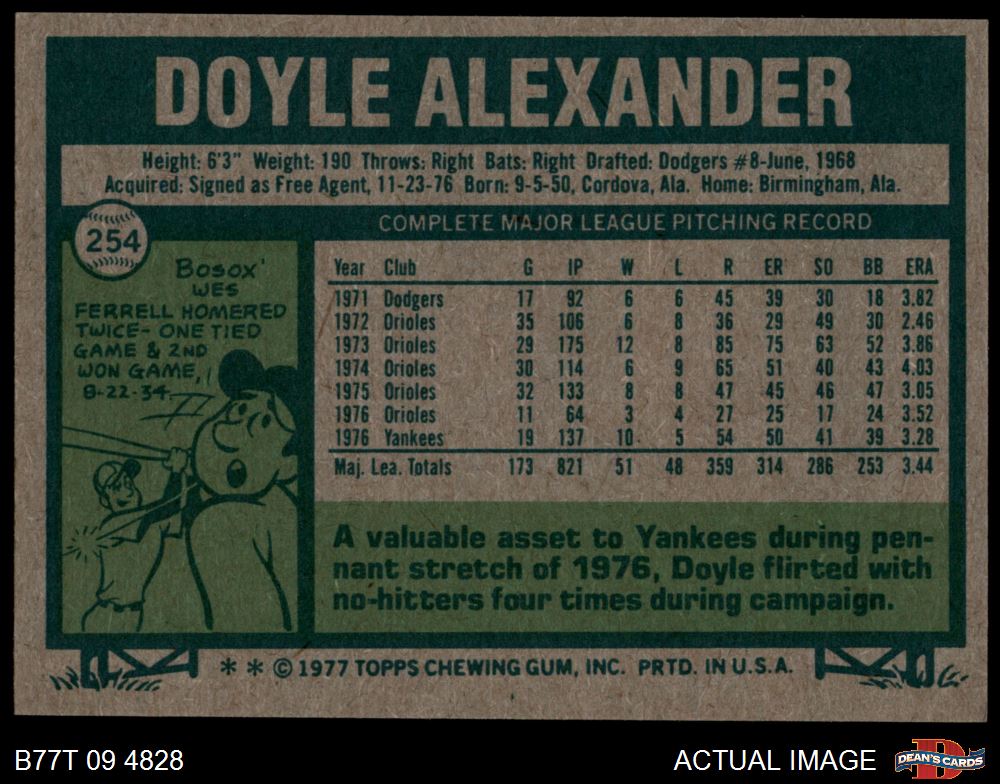 DOYLE ALEXANDER
Height: 6'3" Weight: 190 Throws: Right Bats: Right Drafted: Dodgers #8-June, 1968
Acquired: Signed as Free Agent, 11-23-76 Born: 9-5-50, Cordova, Ala. Home: Birmingham, Ala.
254
COMPLETE MAJOR LEAGUE PITCHING RECORD
BOSOX'
WES
FERRELL HOMERED
TWICE- ONE TIED
GAME & 2ND
WON GAME,
8-22-34
Year Club G IP W L R ER SO BB ERA
1971 Dodgers 17 92 6 6 45 39 30 18 3.82
1972 Orioles 35 106 6 8 36 29 49 30 2.46
1973 Orioles 29 175 12 8 85 75 63 52 3.86
1974 Orioles 30 114 6 9 65 51 40 43 4.03
1975 Orioles 32 133 8 8 47 45 46 47 3.05
1976 Orioles 11 64 3 4 27 25 17 24 3.52
1976 Yankees 19 137 10 5 54 50 41 39 3.28
Maj. Lea. Totals 173 821 51 48 359 314 286 253 3.44
A valuable asset to Yankees during pen-
nant stretch of 1976, Doyle flirted with
no-hitters four times during campaign.
* * © 1977 TOPPS CHEWING GUM, INC. PRTD. IN U.S.A.
B77T 09 4828
ACTUAL IMAGE
DEAN'S CARDS